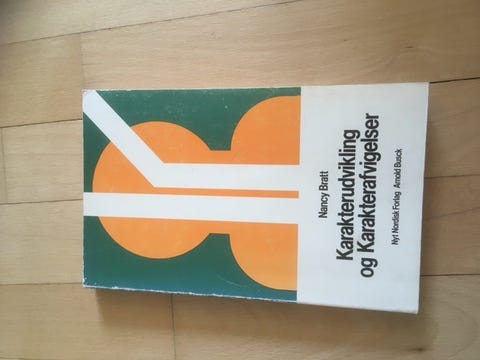 Nancy Bratt
Karakterudvikling
og Karakterafvigelser
Nyt Nordisk Forlag Arnold Busck